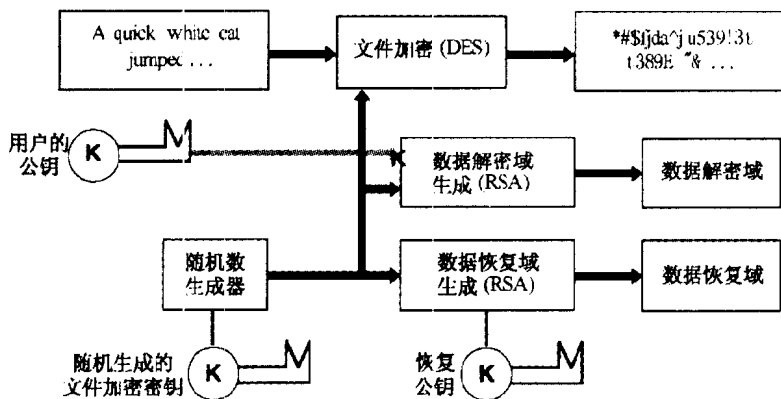 A quick white cat
jumped ...
文件加密 (DES)
*#$fjda^j u539!3t
t389E ˝& ...
用户的
公钥
K
数据解密域
生成 (RSA)
数据解密域
随机数
生成器
数据恢复域
生成 (RSA)
数据恢复域
随机生成的
文件加密密钥
K
恢复
公钥
K